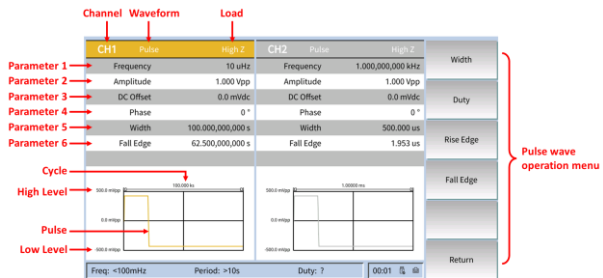 Channel Waveform Load
CH1 Pulse High Z CH2 Pulse High Z
Parameter 1 Frequency 10 uHz Frequency 1.000,000,000 kHz
Parameter 2 Amplitude 1.000 Vpp Amplitude 1.000 Vpp
Parameter 3 DC Offset 0.0 mVdc DC Offset 0.0 mVdc
Parameter 4 Phase 0° Phase 0°
Parameter 5 Width 100.000,000,000 s Width 500.000 us
Parameter 6 Fall Edge 62.500,000,000 s Fall Edge 1.953 us
Width
Duty
Rise Edge
Fall Edge
Return
Pulse wave
operation menu
Cycle
High Level 500.0 mVpp 100.000 ks 500.0 mVpp 1.00000 ms
0.0 mVpp 0.0 mVpp
Pulse
Low Level -500.0 mVpp -500.0 mVpp
Freq: <100mHz Period: >10s Duty: ? 00:01